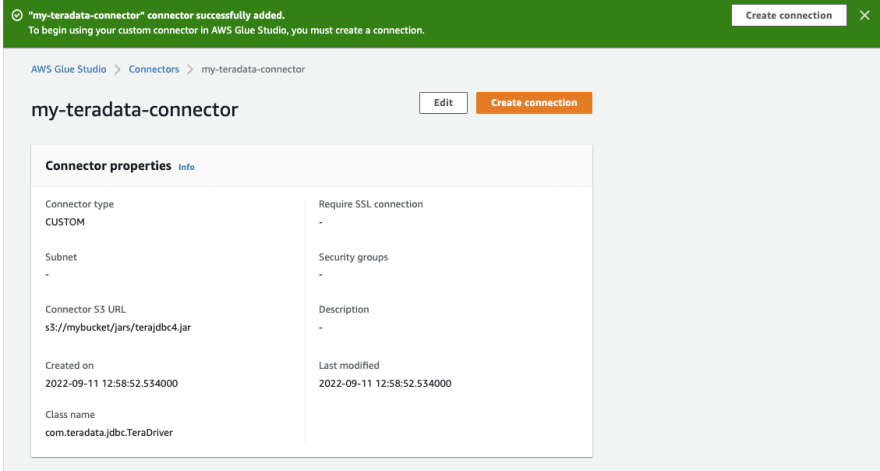 "my-teradata-connector" connector successfully added.
To begin using your custom connector in AWS Glue Studio, you must create a connection.
Create connection
AWS Glue Studio > Connectors > my-teradata-connector
my-teradata-connector
Edit
Create connection
Connector properties Info
Connector type
CUSTOM
Require SSL connection
-
Subnet
-
Security groups
-
Connector S3 URL
s3://mybucket/jars/terajdbc4.jar
Description
-
Created on
2022-09-11 12:58:52.534000
Last modified
2022-09-11 12:58:52.534000
Class name
com.teradata.jdbc.TeraDriver